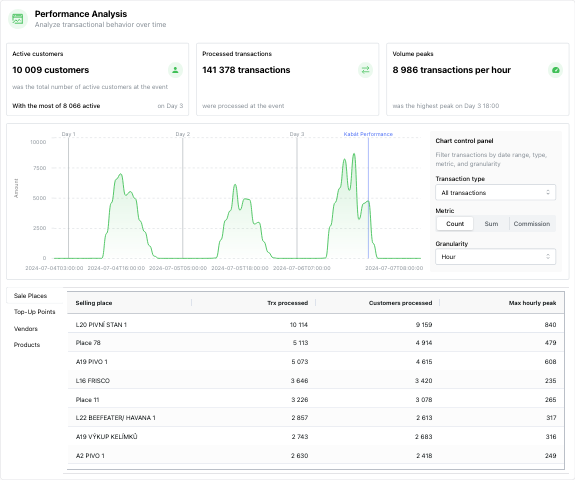 Performance Analysis
Analyze transactional behavior over time
Active customers
10 009 customers
was the total number of active customers at the event
With the most of 8 066 active on Day 3
Processed transactions
141 378 transactions
were processed at the event
Volume peaks
8 986 transactions per hour
was the highest peak on Day 3 18:00
Day 1 Day 2 Day 3 Kabát Performance
10000
7500
5000
2500
0
Amount
2024-07-04T03:00:00 2024-07-04T16:00:00 2024-07-05T05:00:00 2024-07-06T18:00:00 2024-07-06T07:00:00 2024-07-07T09:00:00
Chart control panel
Filter transactions by date range, type,
metric, and granularity
Transaction type
All transactions
Metric
Count Sum Commission
Granularity
Hour
Sale Places
Top-Up Points
Vendors
Products
Selling place Trx processed Customers processed Max hourly peak
L20 PIVNÍ STAN 1 10 114 9 159 840
Place 78 5 113 4 914 479
A19 PIVO 1 5 073 4 615 608
L16 FRISCO 3 646 3 420 235
Place 11 3 226 3 078 265
L22 BEEFEATER/ HAVANA 1 2 857 2 613 317
A19 VÝKUP KELÍMKŮ 2 743 2 683 316
A2 PIVO 1 2 630 2 418 249